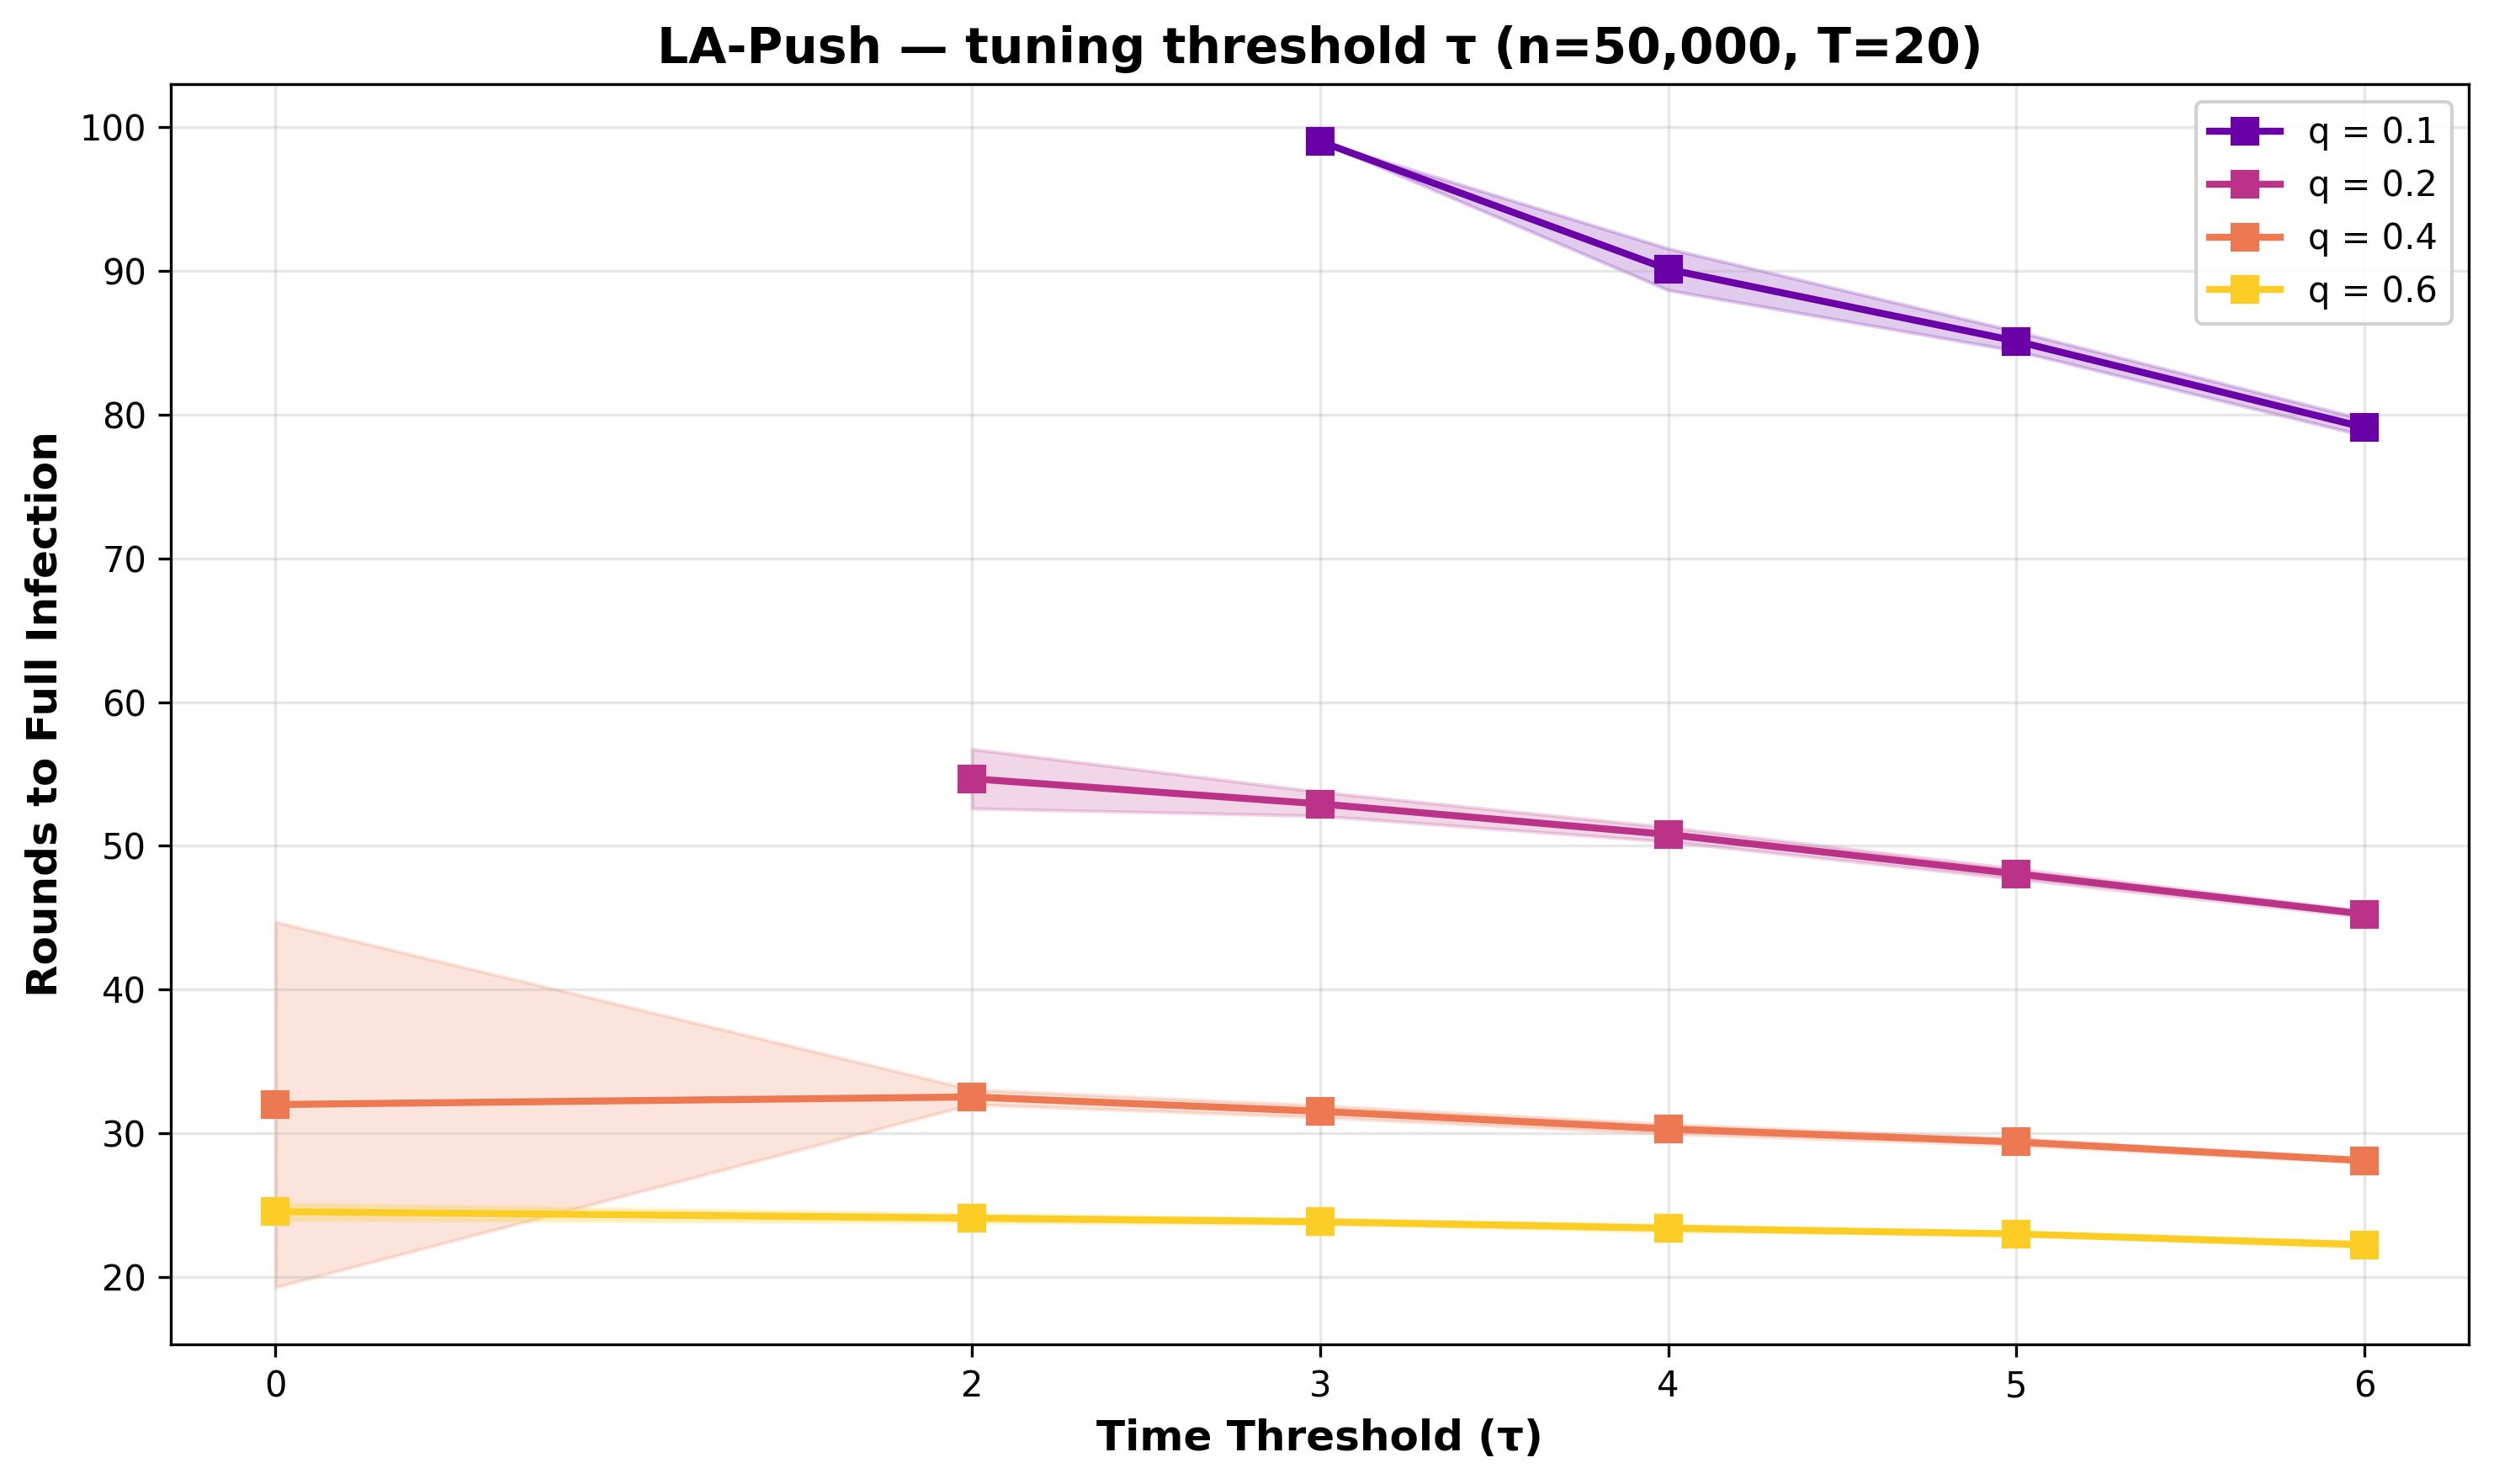 LA-Push — tuning threshold τ (n=50,000, T=20)
Rounds to Full Infection
100
90
80
70
60
50
40
30
20
q = 0.1
q = 0.2
q = 0.4
q = 0.6
0 2 3 4 5 6
Time Threshold (τ)